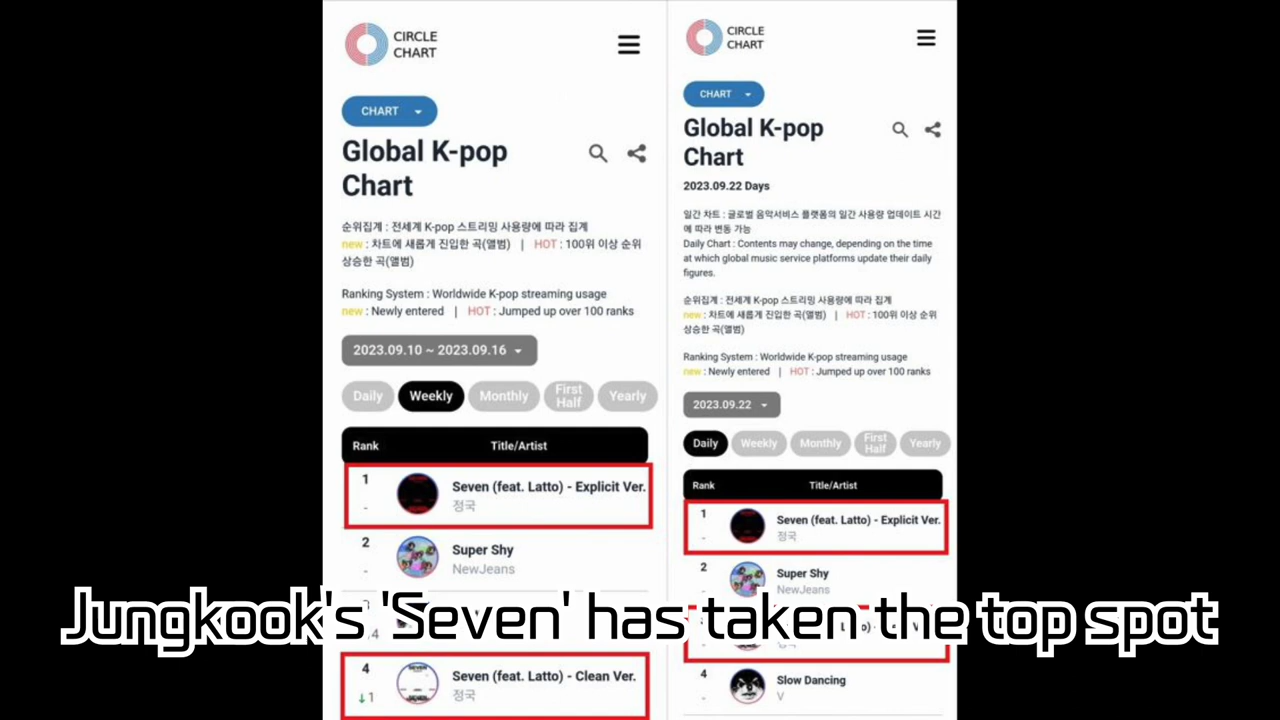 CIRCLE
CHART
CHART
Global K-pop
Chart
순위집계 : 전세계 K-pop 스트리밍 사용량에 따라 집계
new : 차트에 새롭게 진입한 곡(앨범) | HOT : 100위 이상 순위
상승한 곡(앨범)
Ranking System : Worldwide K-pop streaming usage
new : Newly entered | HOT : Jumped up over 100 ranks
2023.09.10 ~ 2023.09.16
Daily Weekly Monthly First Half Yearly
Rank Title/Artist
1 Seven (feat. Latto) - Explicit Ver.
- 정국
2 Super Shy
- NewJeans
4 Seven (feat. Latto) - Clean Ver.
↓1 정국
CIRCLE
CHART
CHART
Global K-pop
Chart
2023.09.22 Days
일간 차트 : 글로벌 음악서비스 플랫폼의 일간 사용량 업데이트 시간
에 따라 변동 가능
Daily Chart : Contents may change, depending on the time
at which global music service platforms update their daily
figures.
순위집계 : 전세계 K-pop 스트리밍 사용량에 따라 집계
new : 차트에 새롭게 진입한 곡(앨범) | HOT : 100위 이상 순위
상승한 곡(앨범)
Ranking System : Worldwide K-pop streaming usage
new : Newly entered | HOT : Jumped up over 100 ranks
2023.09.22
Daily Weekly Monthly First Half Yearly
Rank Title/Artist
1 Seven (feat. Latto) - Explicit Ver.
- 정국
2 Super Shy
- NewJeans
4 Slow Dancing
- V
Jungkook's 'Seven' has taken the top spot